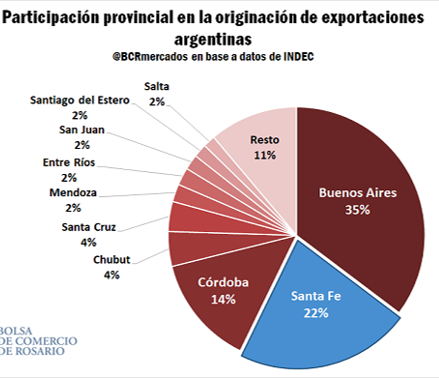 Participación provincial en la originación de exportaciones
argentinas
@BCRmercados en base a datos de INDEC
Salta
2%
Santiago del Estero
2%
San Juan
2%
Entre Ríos
2%
Mendoza
2%
Santa Cruz
4%
Chubut
4%
Resto
11%
Buenos Aires
35%
Córdoba
14%
Santa Fe
22%
BOLSA
DE COMERCIO
DE ROSARIO